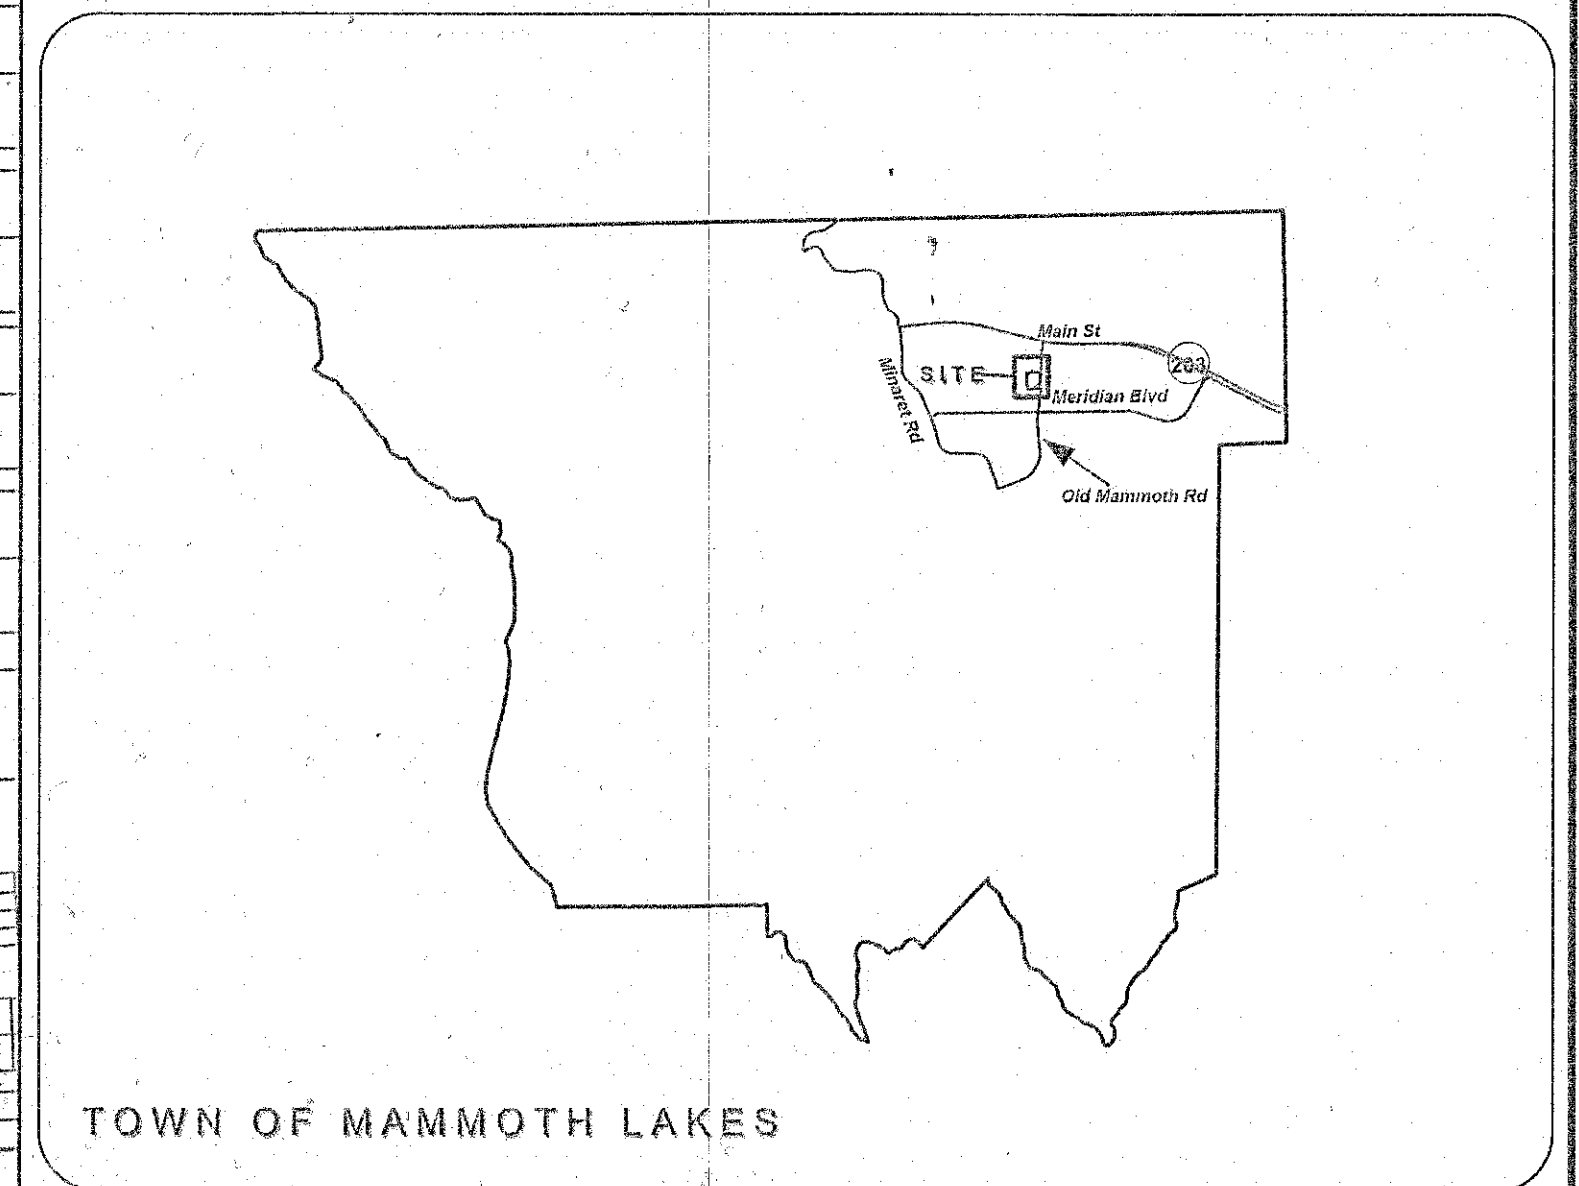 Main St
203
SITE
Minaret Rd
Meridian Blvd
Old Mammoth Rd
TOWN OF MAMMOTH LAKES